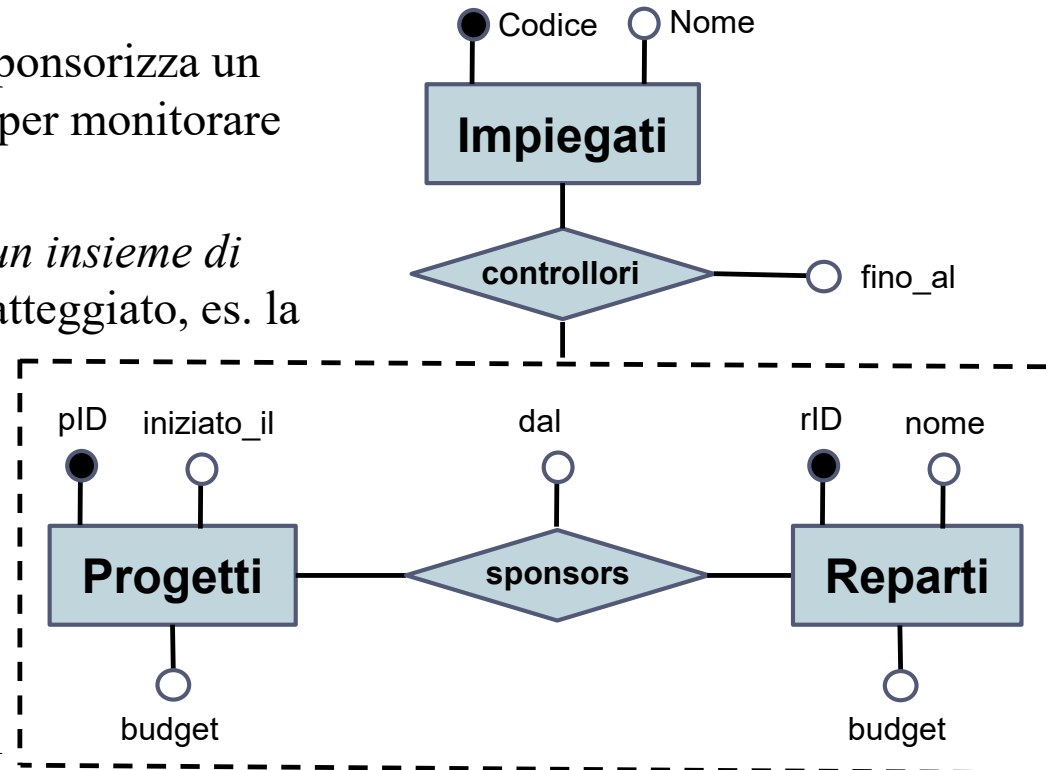 Codice Nome
ponsorizza un
per monitorare
Impiegati
un insieme di
controllori
fino_al
atteggiato, es. la
pID iniziato_il dal rID nome
Progetti sponsors Reparti
budget budget